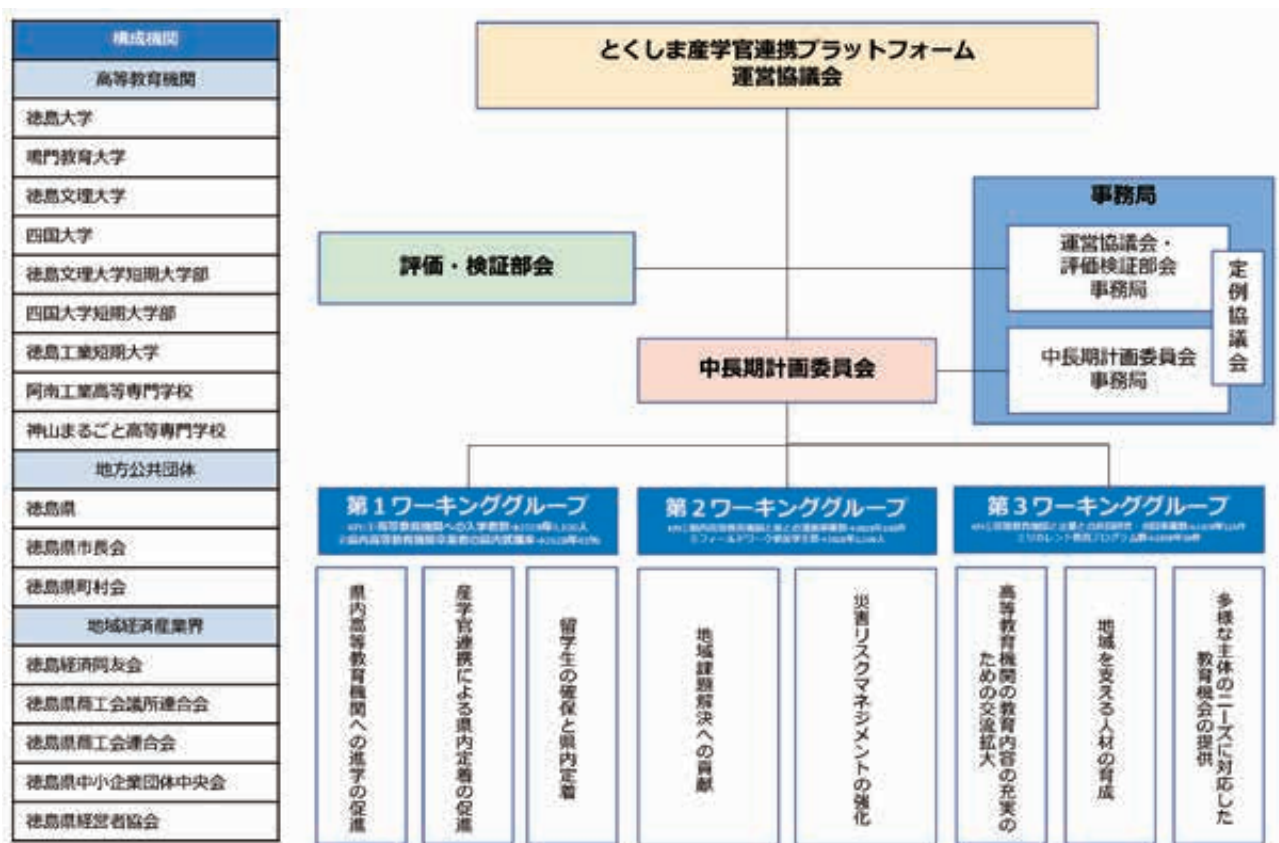 構成機関
高等教育機関
徳島大学
鳴門教育大学
徳島文理大学
四国大学
徳島文理大学短期大学部
四国大学短期大学部
徳島工業短期大学
阿南工業高等専門学校
神山まるごと高等専門学校
地方公共団体
徳島県
徳島県市長会
徳島県町村会
地域経済産業界
徳島経済同友会
徳島県商工会議所連合会
徳島県商工会連合会
徳島県中小企業団体中央会
徳島県経営者協会
とくしま産学官連携プラットフォーム
運営協議会
評価・検証部会
事務局
運営協議会・
評価検証部会
事務局
中長期計画委員会
事務局
定例協議会
中長期計画委員会
第1ワーキンググループ
県内高等教育機関への進学の促進
産学官連携による県内定着の促進
留学生の確保と県内定着
第2ワーキンググループ
地域課題解決への貢献
災害リスクマネジメントの強化
第3ワーキンググループ
高等教育機関の教育内容の充実の
ための交流拡大
地域を支える人材の育成
多様な主体のニーズに対応した
教育機会の提供